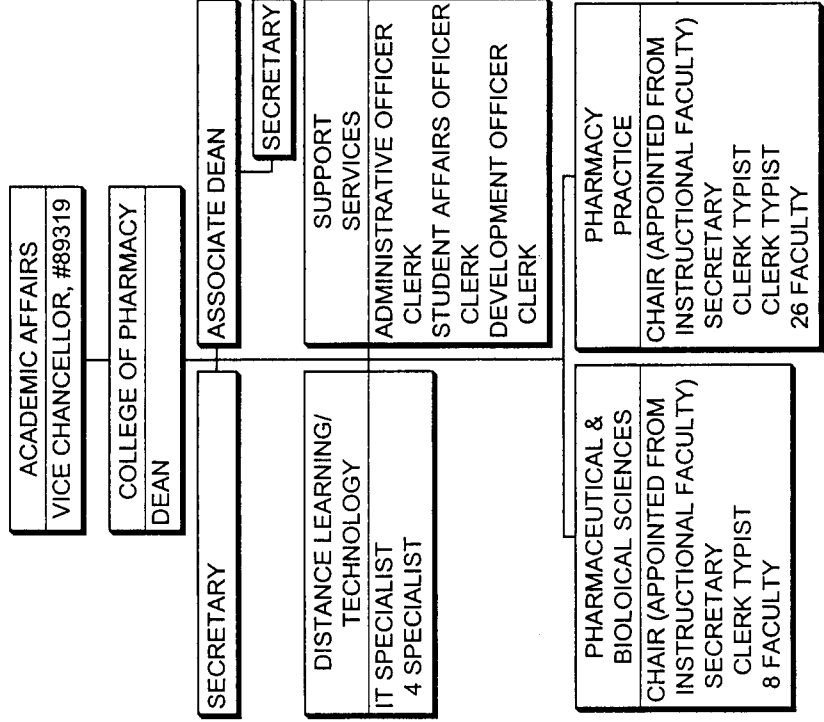 ACADEMIC AFFAIRS
VICE CHANCELLOR, #89319
COLLEGE OF PHARMACY
DEAN
SECRETARY
ASSOCIATE DEAN
SECRETARY
DISTANCE LEARNING/
TECHNOLOGY
IT SPECIALIST
4 SPECIALIST
SUPPORT
SERVICES
ADMINISTRATIVE OFFICER
CLERK
STUDENT AFFAIRS OFFICER
CLERK
DEVELOPMENT OFFICER
CLERK
PHARMACEUTICAL &
BIOLOICAL SCIENCES
CHAIR (APPOINTED FROM
INSTRUCTIONAL FACULTY)
SECRETARY
CLERK TYPIST
8 FACULTY
PHARMACY
PRACTICE
CHAIR (APPOINTED FROM
INSTRUCTIONAL FACULTY)
SECRETARY
CLERK TYPIST
CLERK TYPIST
26 FACULTY